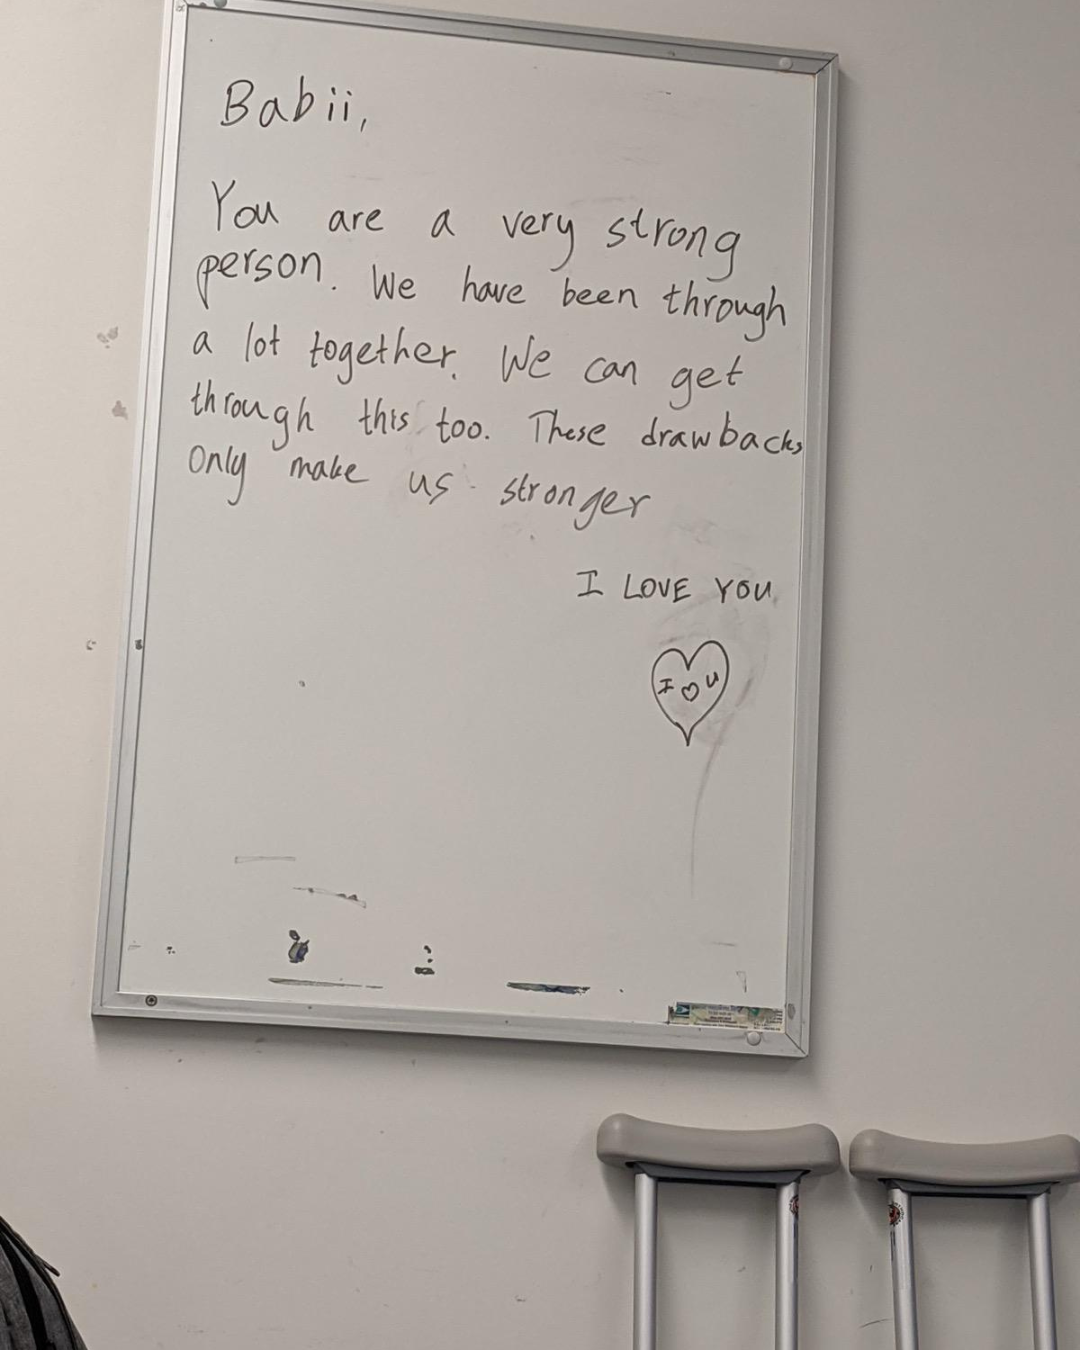 Babii,
You are a very strong
person. We have been through
a lot together. We can get
through this too. These drawbacks
only make us stronger
I LOVE YOU
I ♡ U